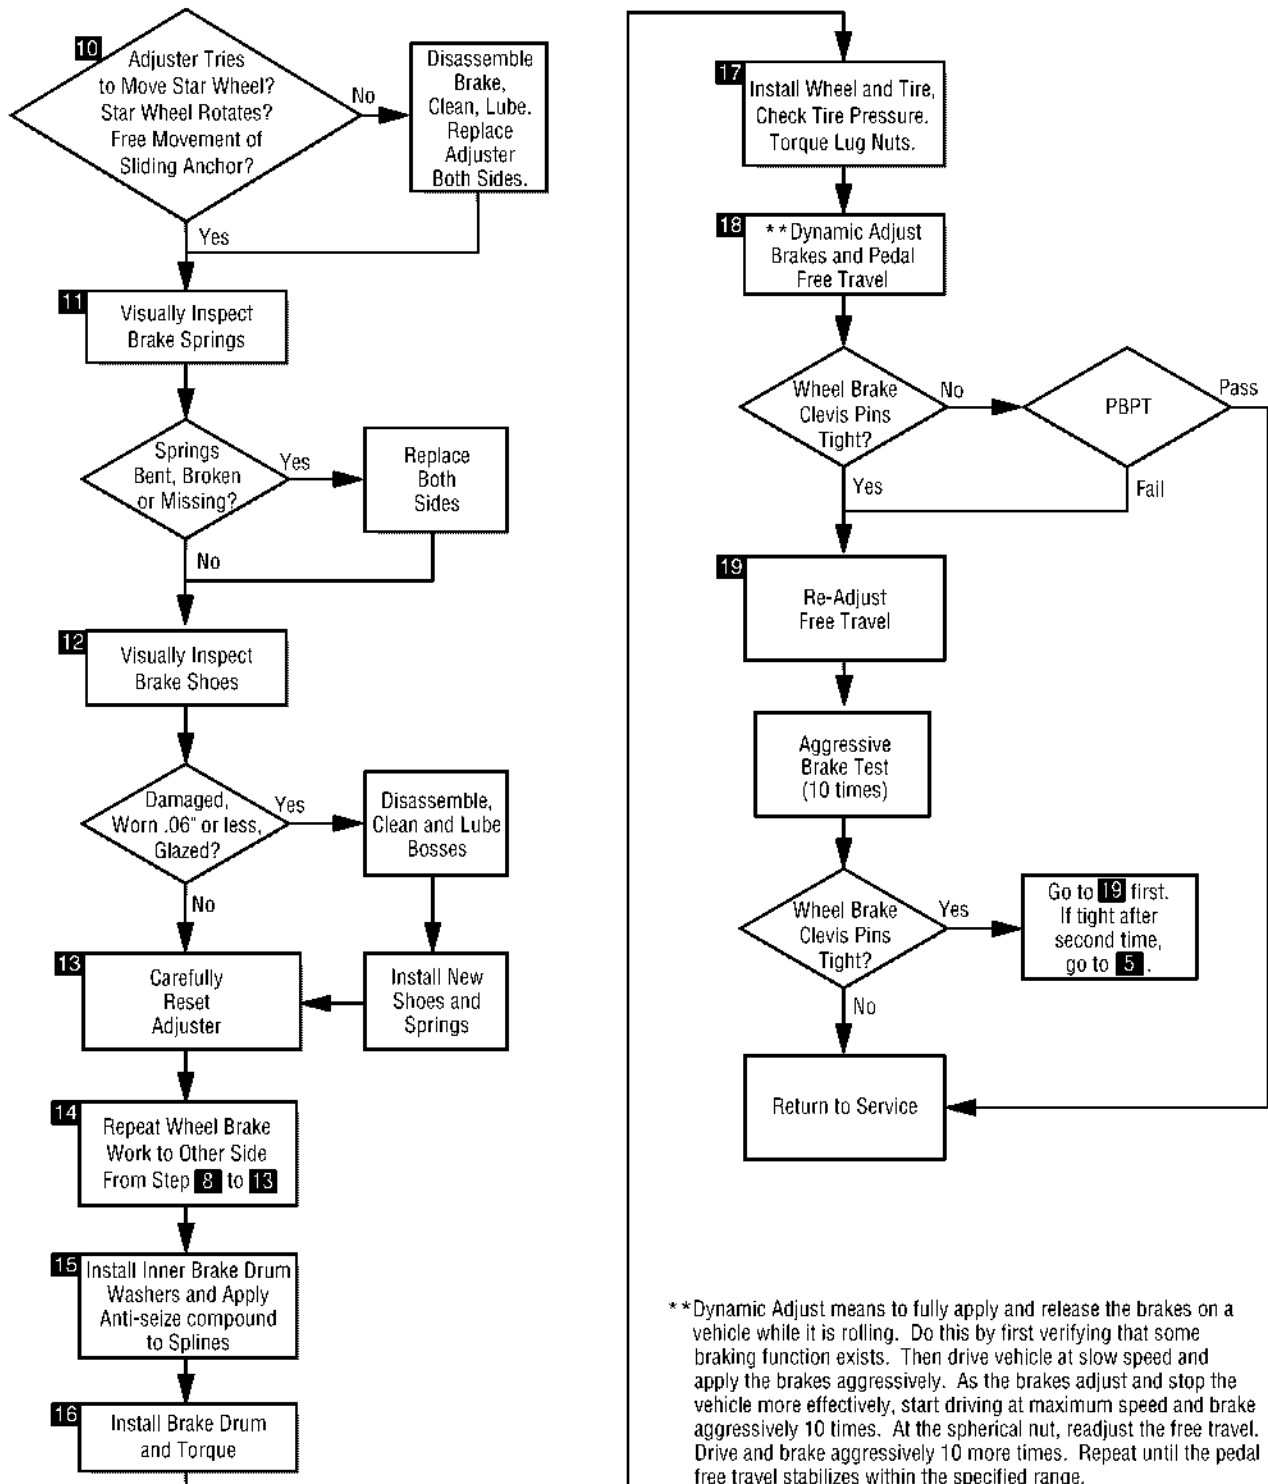 10
Adjuster Tries
to Move Star Wheel?
Star Wheel Rotates?
Free Movement of
Sliding Anchor?
No
Disassemble
Brake,
Clean, Lube.
Replace
Adjuster
Both Sides.
Yes
11
Visually Inspect
Brake Springs
Springs
Bent, Broken
or Missing?
Yes
Replace
Both
Sides
No
12
Visually Inspect
Brake Shoes
Damaged,
Worn .06" or less,
Glazed?
Yes
Disassemble,
Clean and Lube
Bosses
No
13
Carefully
Reset
Adjuster
Install New
Shoes and
Springs
14
Repeat Wheel Brake
Work to Other Side
From Step 8 to 13
15
Install Inner Brake Drum
Washers and Apply
Anti-seize compound
to Splines
16
Install Brake Drum
and Torque
17
Install Wheel and Tire,
Check Tire Pressure.
Torque Lug Nuts.
18
**Dynamic Adjust
Brakes and Pedal
Free Travel
Wheel Brake
Clevis Pins
Tight?
No
PBPT
Pass
Yes
Fail
19
Re-Adjust
Free Travel
Aggressive
Brake Test
(10 times)
Wheel Brake
Clevis Pins
Tight?
Yes
Go to 19 first.
If tight after
second time,
go to 5.
No
Return to Service
**Dynamic Adjust means to fully apply and release the brakes on a
vehicle while it is rolling. Do this by first verifying that some
braking function exists. Then drive vehicle at slow speed and
apply the brakes aggressively. As the brakes adjust and stop the
vehicle more effectively, start driving at maximum speed and brake
aggressively 10 times. At the spherical nut, readjust the free travel.
Drive and brake aggressively 10 more times. Repeat until the pedal
free travel stabilizes within the specified range.